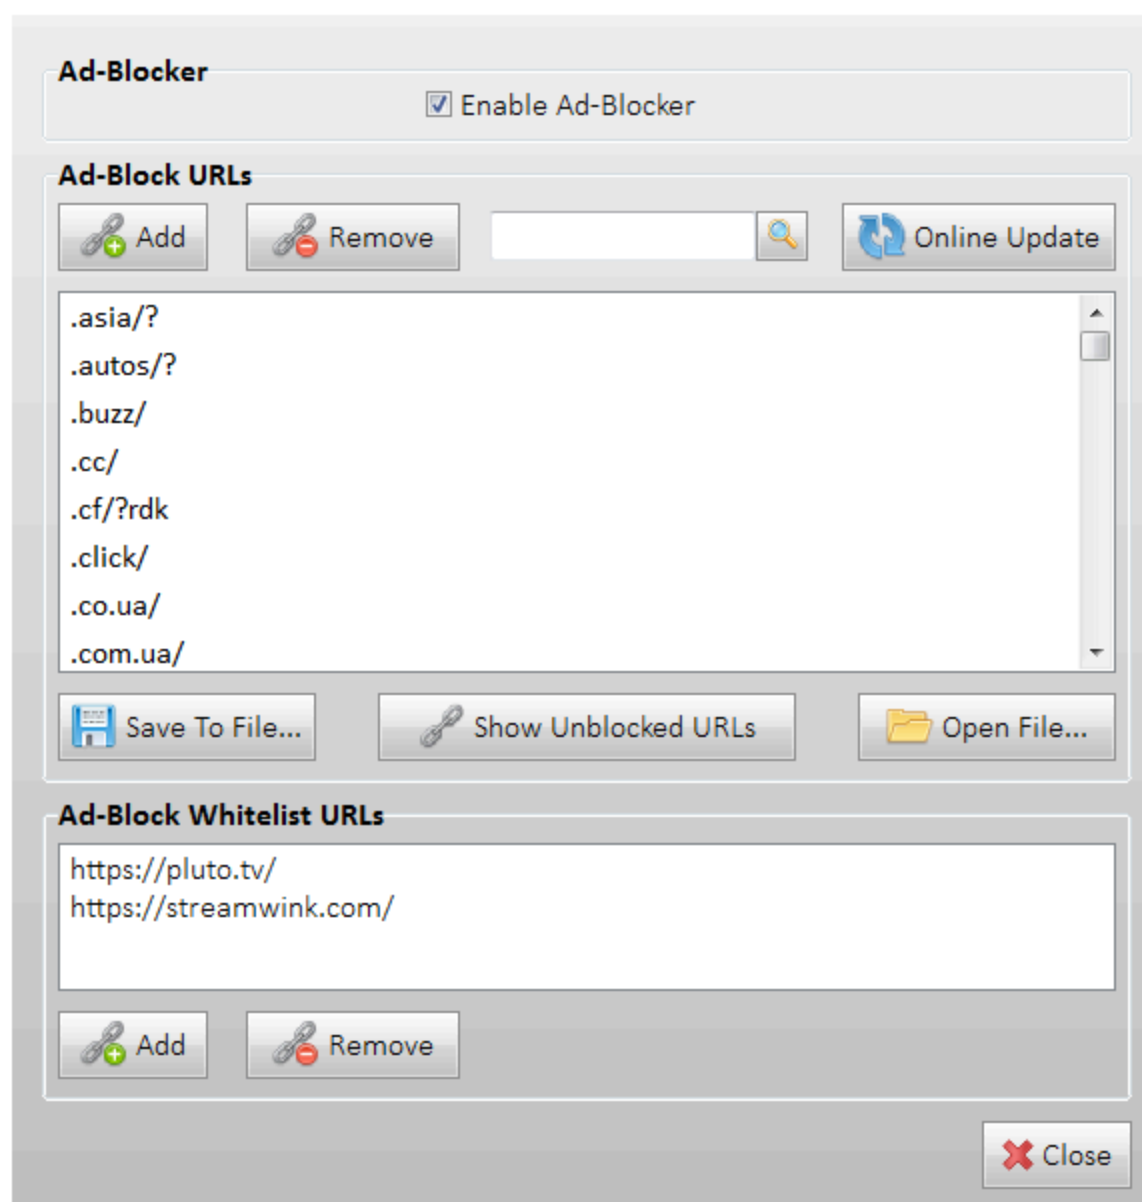 Ad-Blocker
Enable Ad-Blocker
Ad-Block URLs
Add Remove Online Update
.asia/?
.autos/?
.buzz/
.cc/
.cf/?rdk
.click/
.co.ua/
.com.ua/
Save To File... Show Unblocked URLs Open File...
Ad-Block Whitelist URLs
https://pluto.tv/
https://streamwink.com/
Add Remove
Close